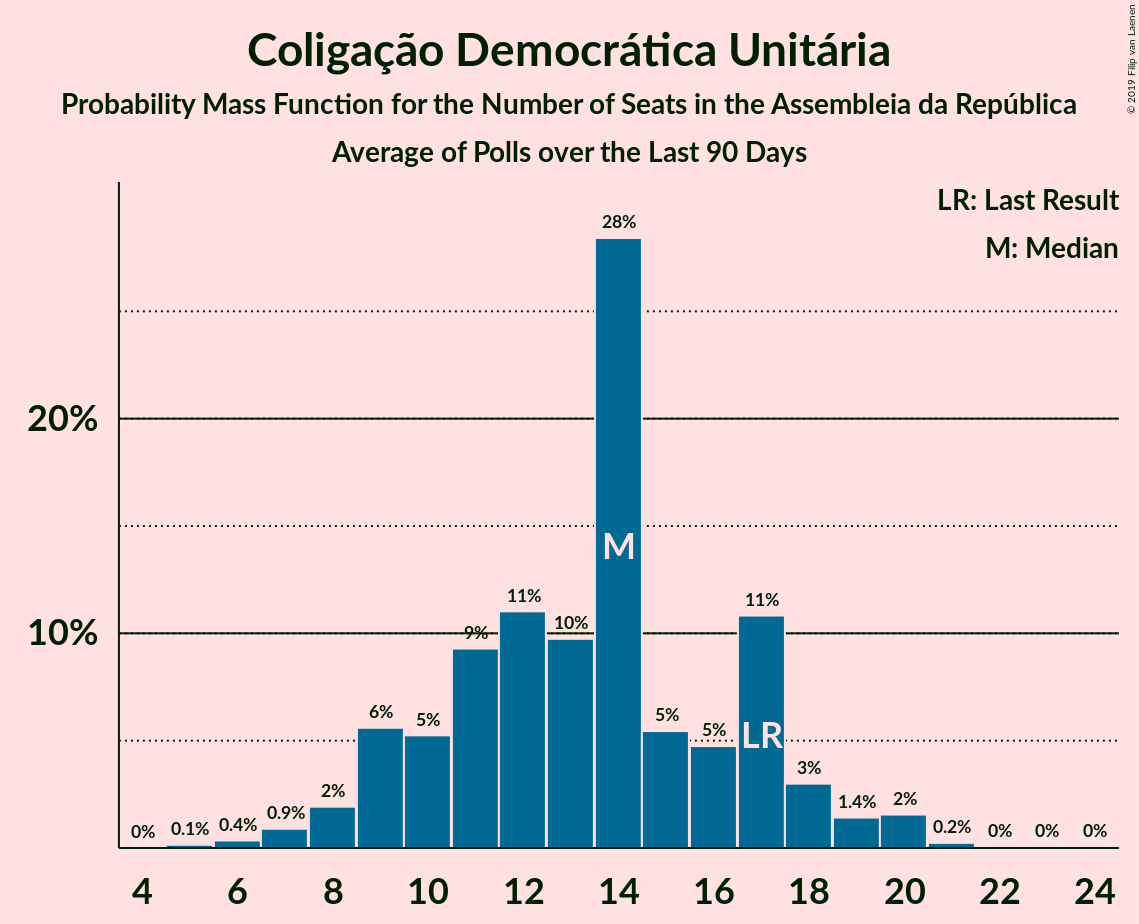 Coligação Democrática Unitária
Probability Mass Function for the Number of Seats in the Assembleia da República
Average of Polls over the Last 90 Days
© 2019 Filip van Laenen
LR: Last Result
M: Median
28%
20%
M
11%
11%
10%
9%
10%
6%
5%
5%
5%
LR
3%
2%
2%
1.4%
0.9%
0.4%
0.2%
0.1%
0%
0%
0%
0%
4 6 8 10 12 14 16 18 20 22 24